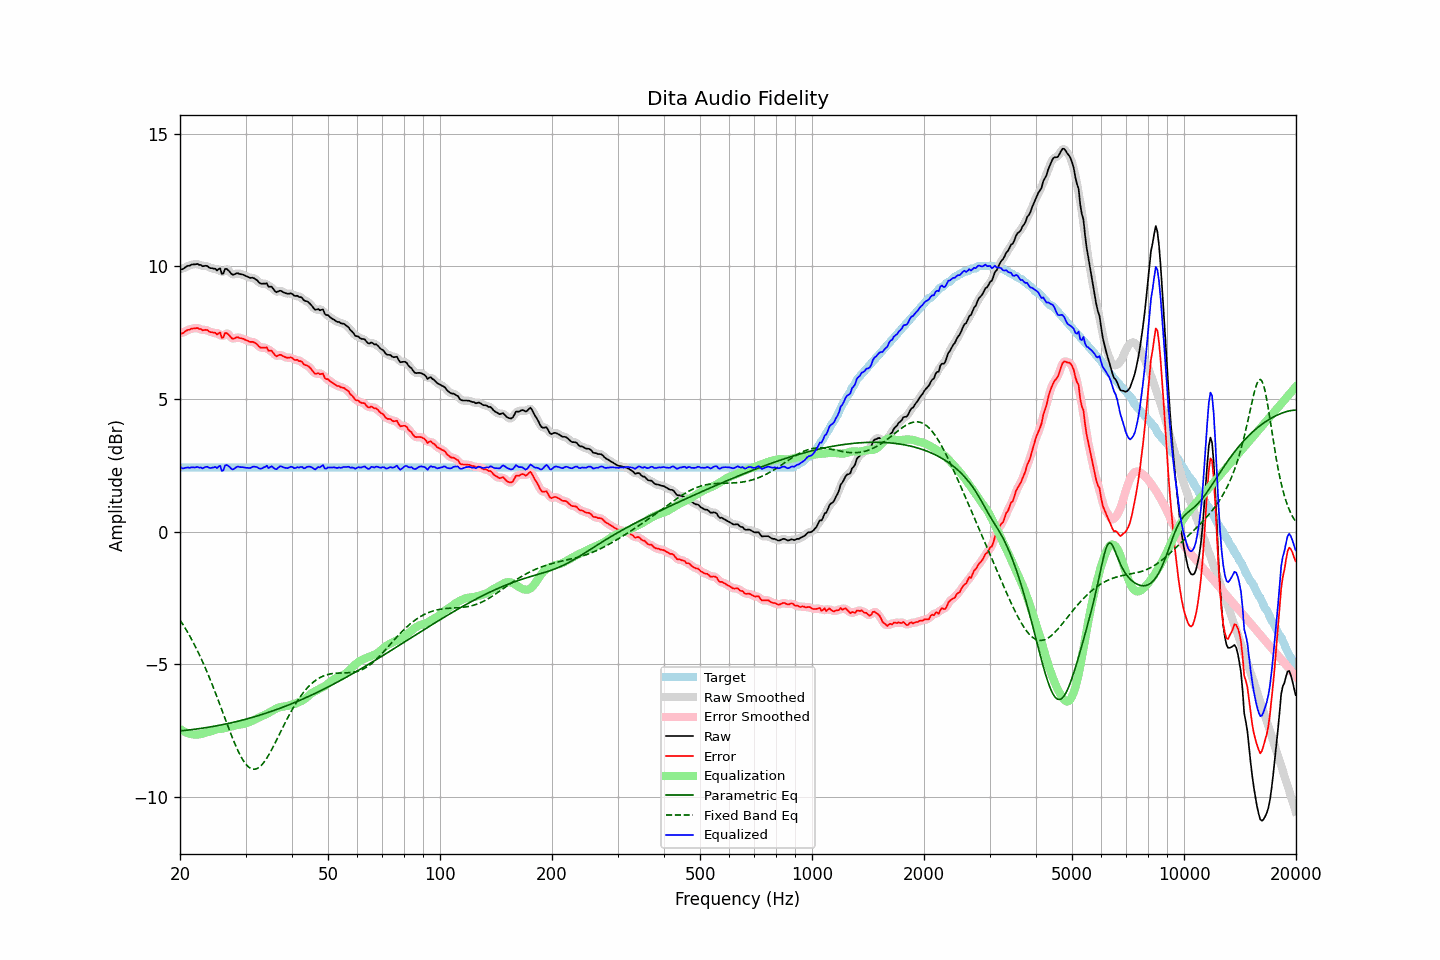 Dita Audio Fidelity
Amplitude (dBr)
15
10
5
0
−5
−10
Target
Raw Smoothed
Error Smoothed
Raw
Error
Equalization
Parametric Eq
Fixed Band Eq
Equalized
20 50 100 200 500 1000 2000 5000 10000 20000
Frequency (Hz)